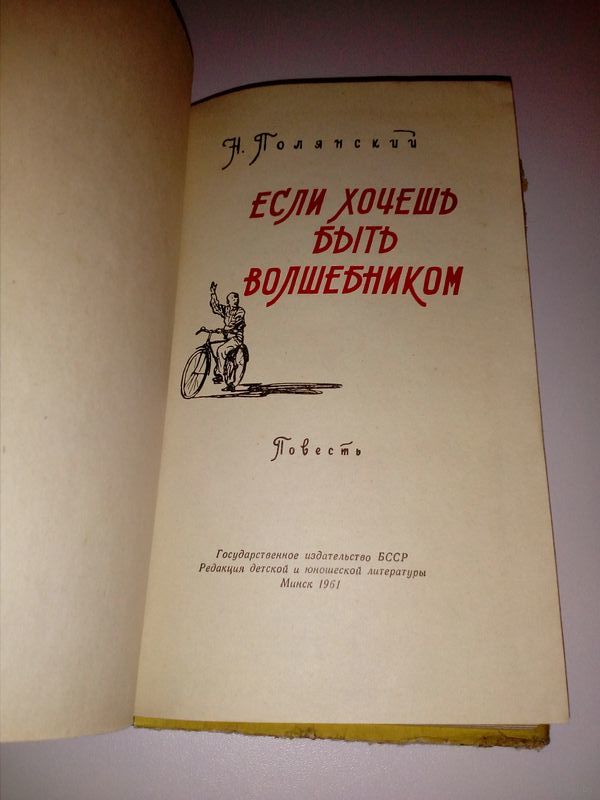 Н. Полянский
ЕСЛИ ХОЧЕШЬ
БЫТЬ
ВОЛШЕБНИКОМ
Повесть
Государственное издательство БССР
Редакция детской и юношеской литературы
Минск 1961